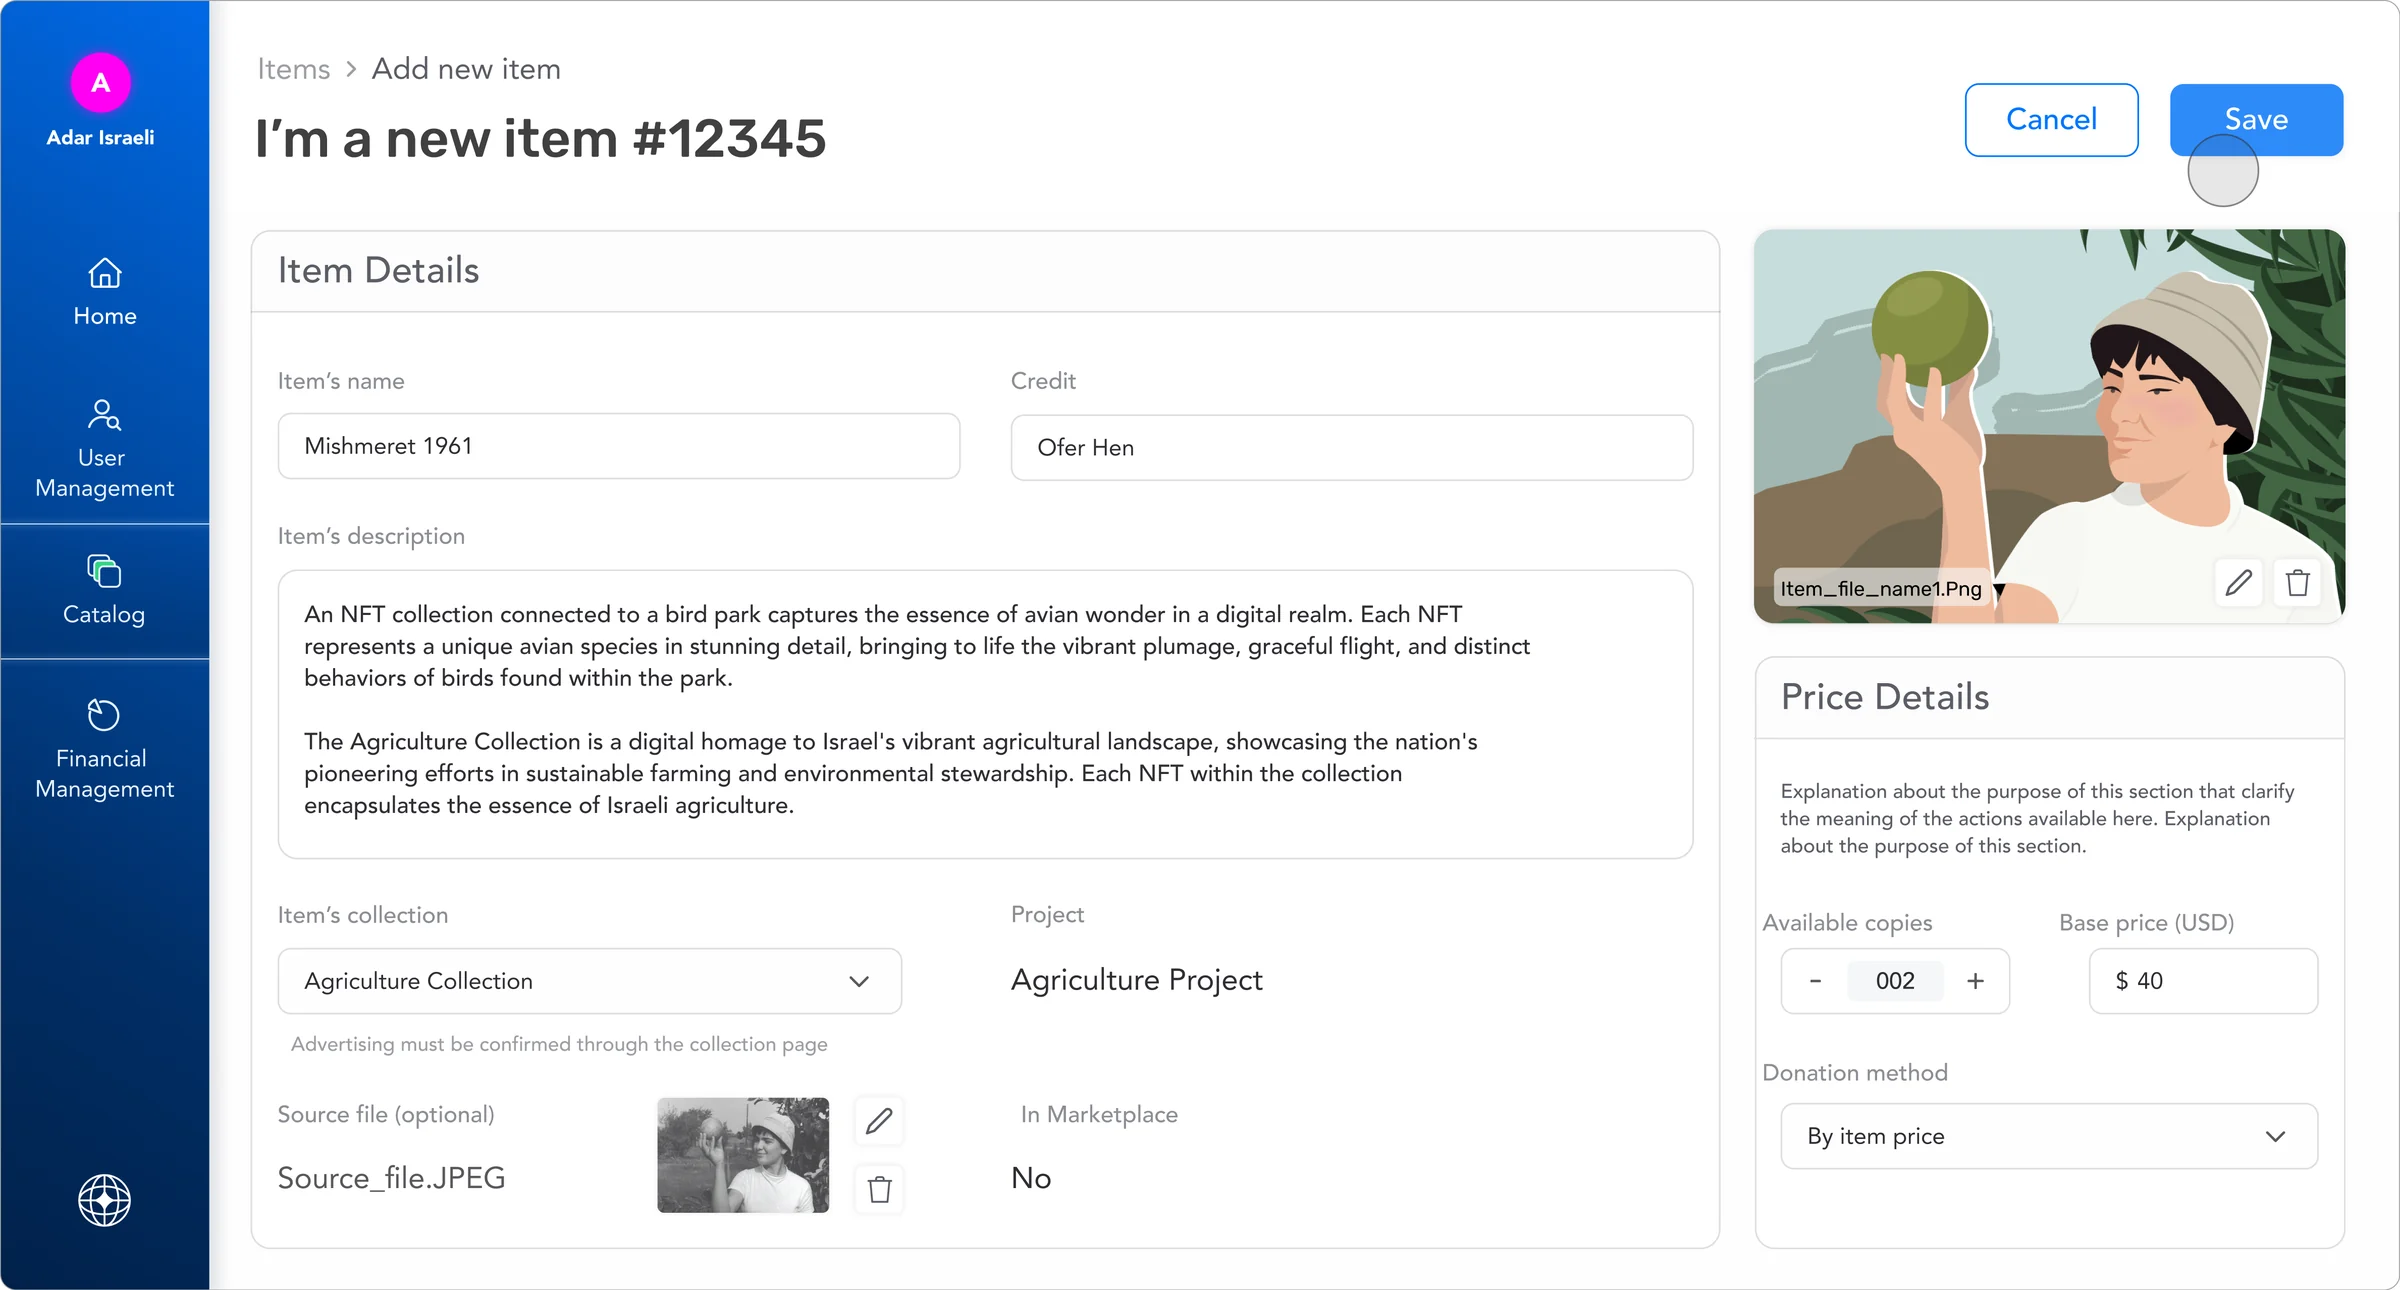 A
Adar Israeli
Home
User
Management
Catalog
Financial
Management
Items > Add new item
I’m a new item #12345
Cancel
Save
Item Details
Item’s name
Credit
Mishmeret 1961
Ofer Hen
Item’s description
An NFT collection connected to a bird park captures the essence of avian wonder in a digital realm. Each NFT
represents a unique avian species in stunning detail, bringing to life the vibrant plumage, graceful flight, and distinct
behaviors of birds found within the park.
The Agriculture Collection is a digital homage to Israel's vibrant agricultural landscape, showcasing the nation's
pioneering efforts in sustainable farming and environmental stewardship. Each NFT within the collection
encapsulates the essence of Israeli agriculture.
Item’s collection
Project
Agriculture Collection
Agriculture Project
Advertising must be confirmed through the collection page
Source file (optional)
In Marketplace
Source_file.JPEG
No
Item_file_name1.Png
Price Details
Explanation about the purpose of this section that clarify
the meaning of the actions available here. Explanation
about the purpose of this section.
Available copies
Base price (USD)
- 002 +
$ 40
Donation method
By item price